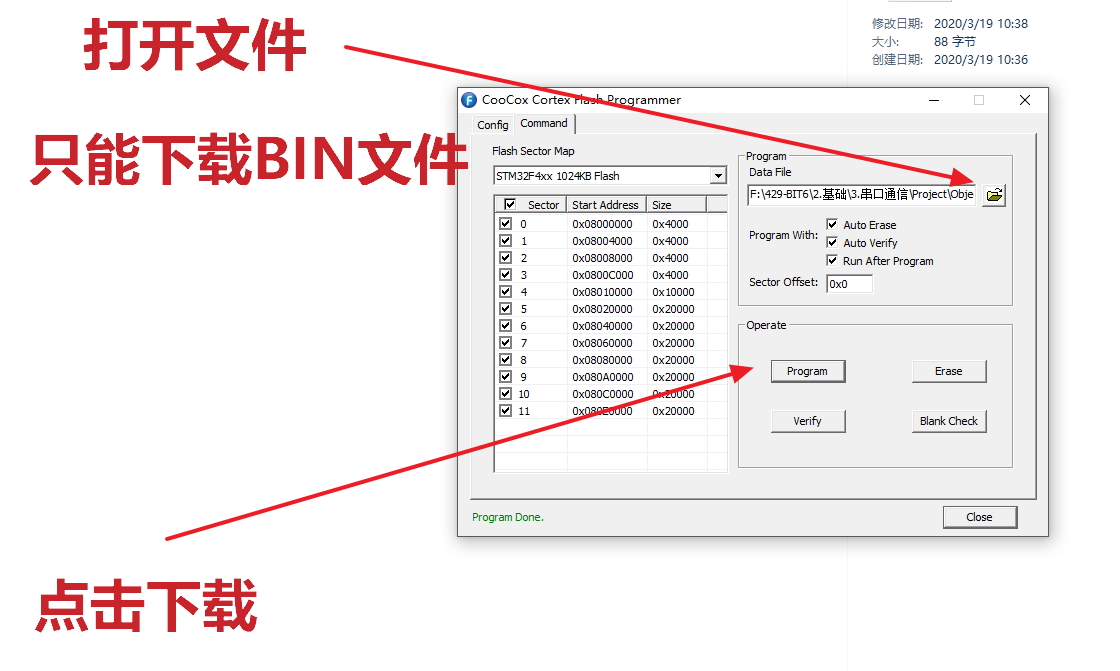 打开文件
只能下载BIN文件
点击下载
修改日期: 2020/3/19 10:38
大小: 88 字节
创建日期: 2020/3/19 10:36
CooCox Cortex Flash Programmer
Config Command
Flash Sector Map
STM32F4xx 1024KB Flash
Sector Start Address Size
0 0x08000000 0x4000
1 0x08004000 0x4000
2 0x08008000 0x4000
3 0x0800C000 0x4000
4 0x08010000 0x10000
5 0x08020000 0x20000
6 0x08040000 0x20000
7 0x08060000 0x20000
8 0x08080000 0x20000
9 0x080A0000 0x20000
10 0x080C0000 0x20000
11 0x080E0000 0x20000
Program
Data File
F:\429-BIT6\2.基础\3.串口通信\Project\Obje
Program With: Auto Erase
Auto Verify
Run After Program
Sector Offset: 0x0
Operate
Program Erase
Verify Blank Check
Program Done.
Close